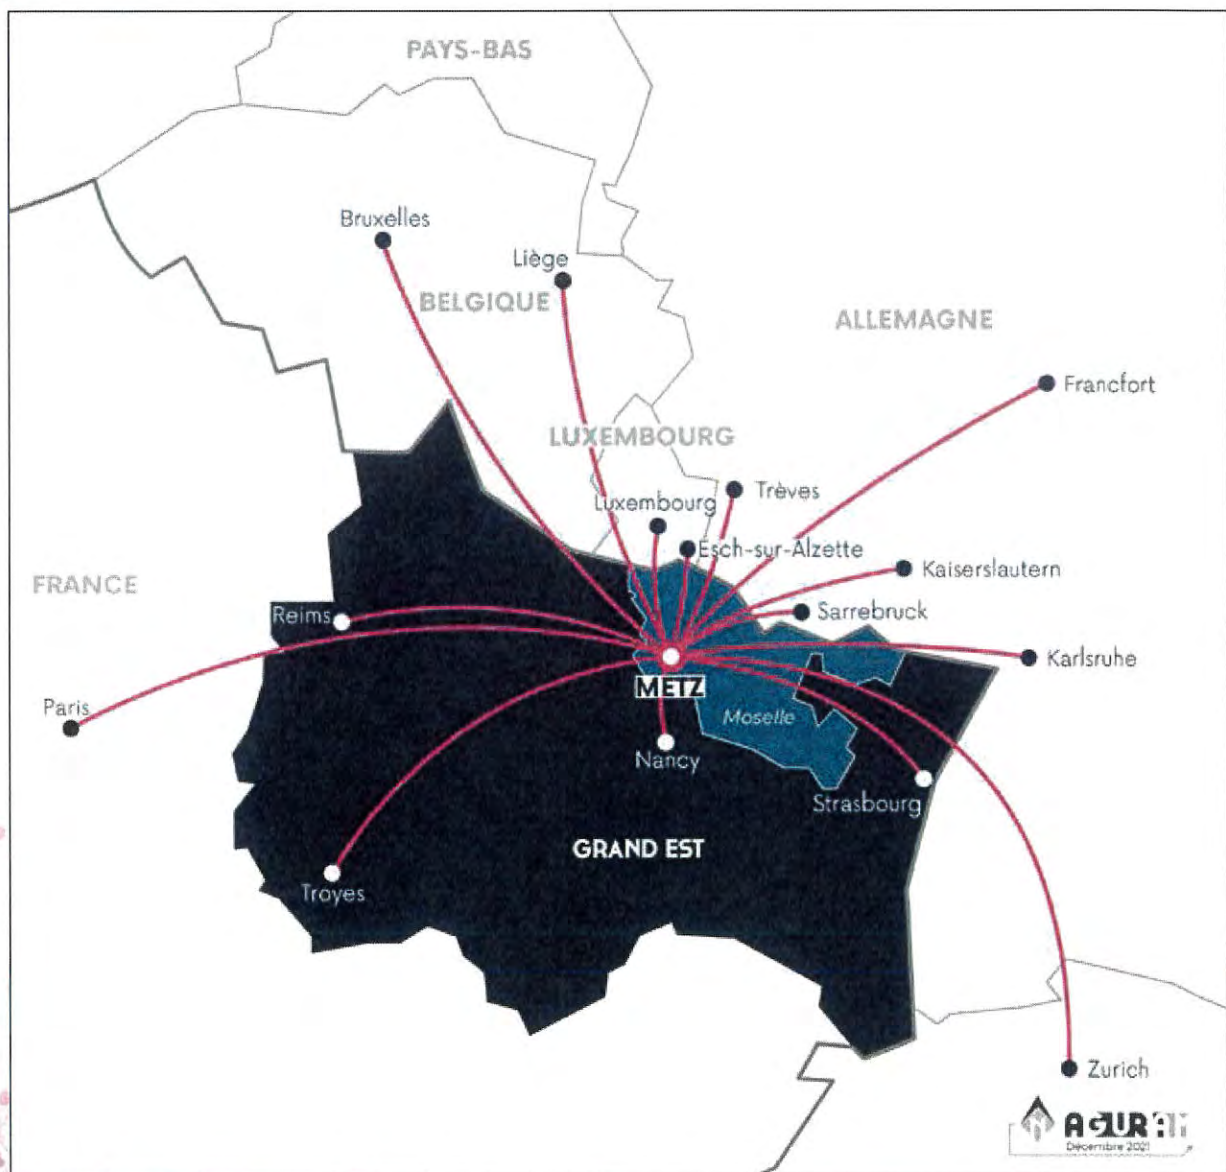 PAYS-BAS
Bruxelles
Liège
BELGIQUE
ALLEMAGNE
Francfort
LUXEMBOURG
Trèves
Luxembourg
Esch-sur-Alzette
Kaiserslautern
FRANCE
Reims
Sarrebruck
Karlsruhe
METZ
Paris
Moselle
Nancy
Strasbourg
GRAND EST
Troyes
Zurich
AGURAM
Décembre 2021